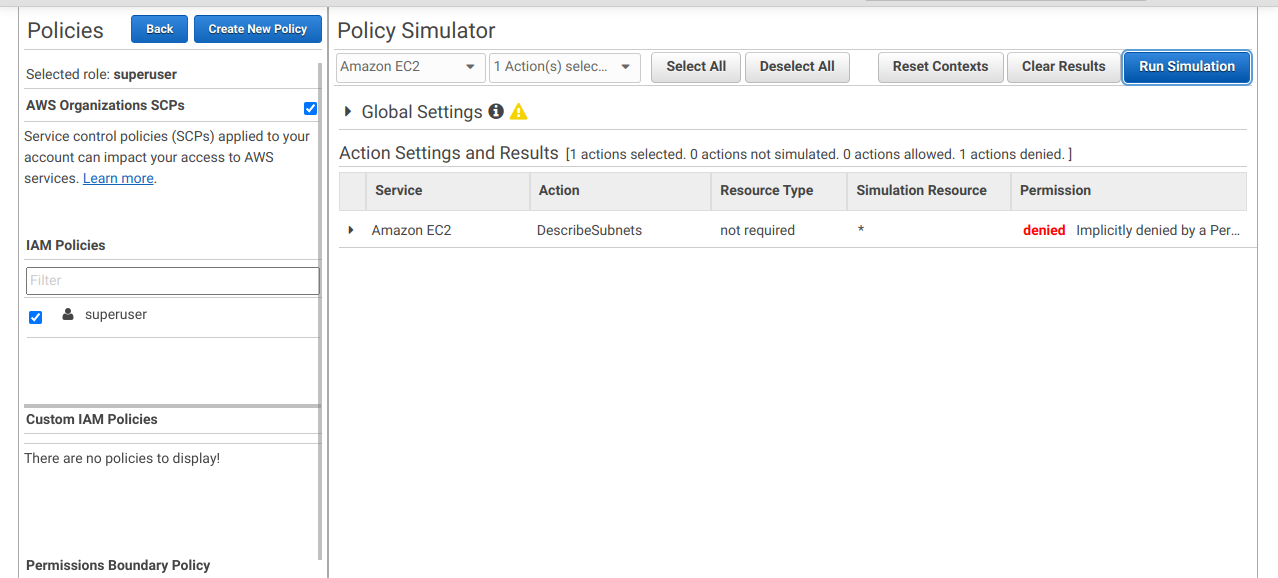 Policies Back Create New Policy
Selected role: superuser
AWS Organizations SCPs
Service control policies (SCPs) applied to your
account can impact your access to AWS
services. Learn more.
IAM Policies
Filter
superuser
Custom IAM Policies
There are no policies to display!
Permissions Boundary Policy
Policy Simulator
Amazon EC2 1 Action(s) selec... Select All Deselect All Reset Contexts Clear Results Run Simulation
Global Settings
Action Settings and Results [1 actions selected. 0 actions not simulated. 0 actions allowed. 1 actions denied. ]
Service Action Resource Type Simulation Resource Permission
Amazon EC2 DescribeSubnets not required * denied Implicitly denied by a Per...